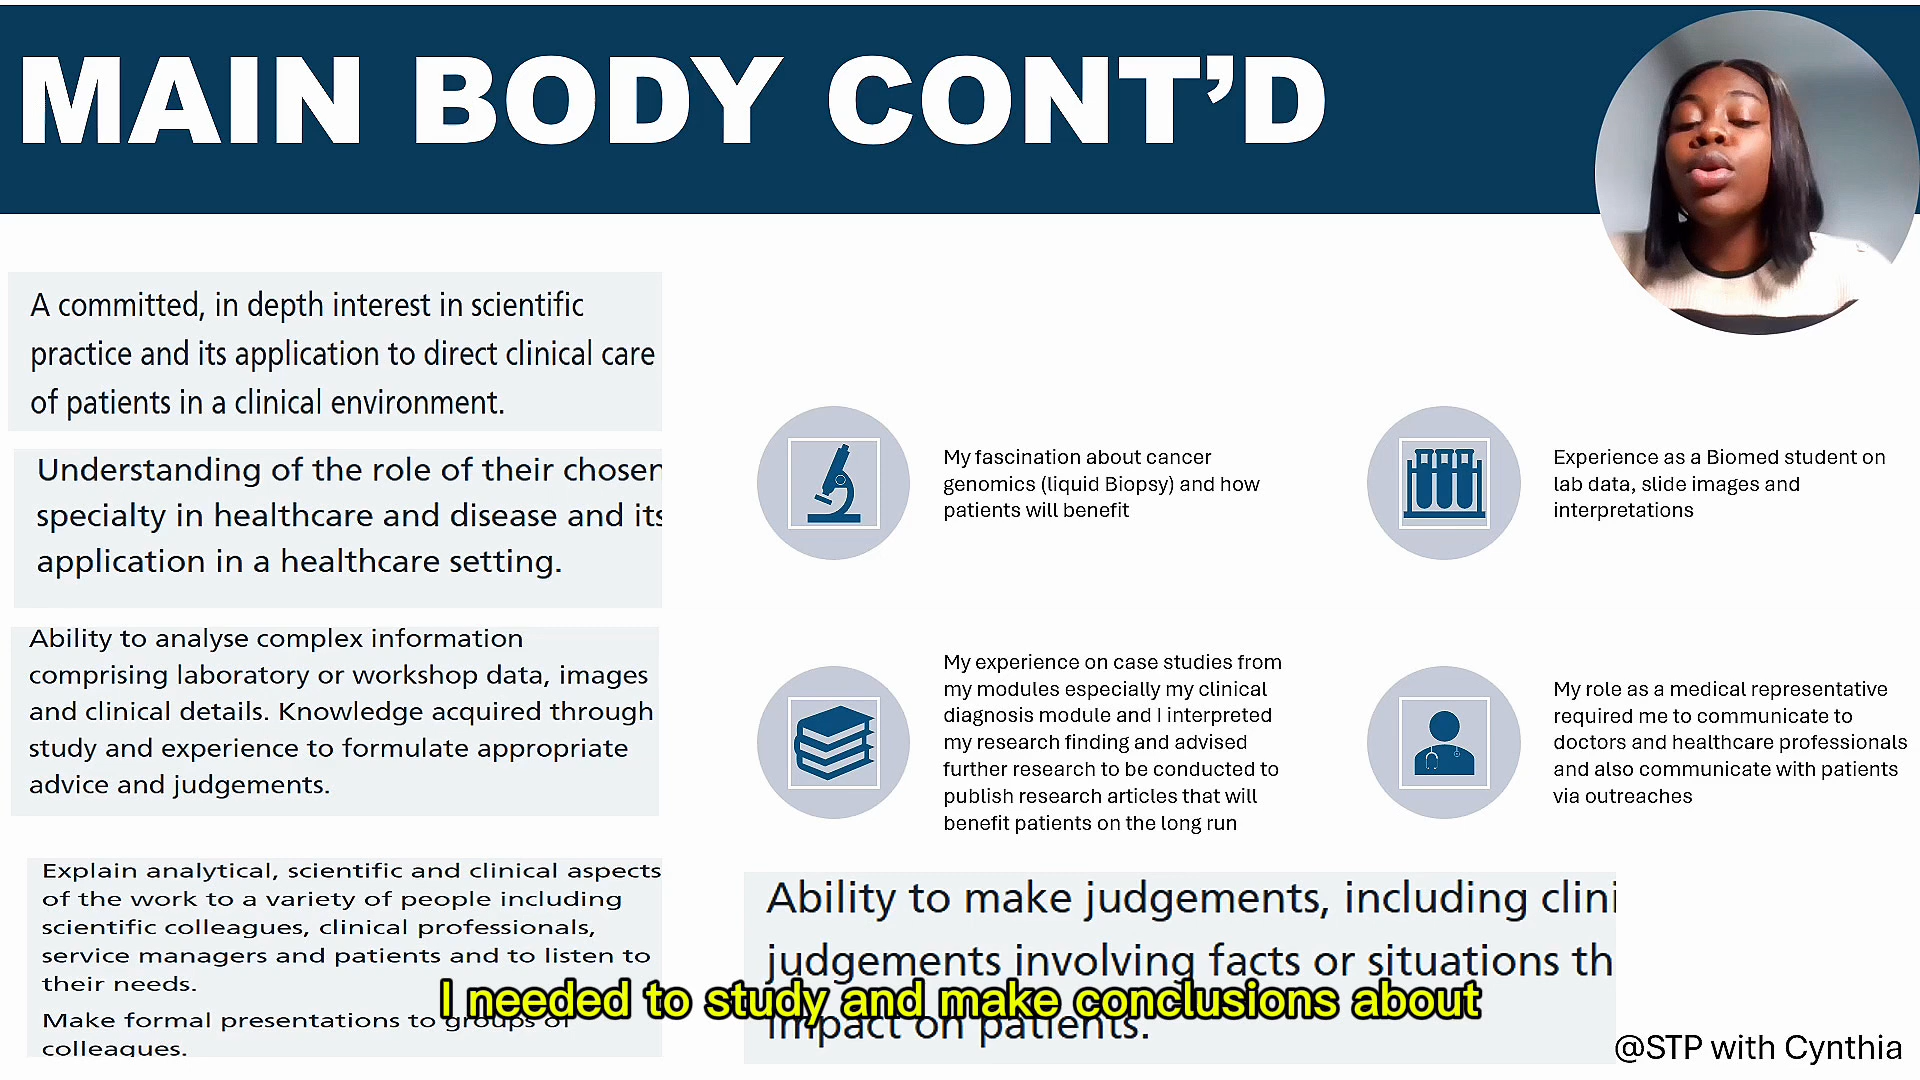 MAIN BODY CONT'D
A committed, in depth interest in scientific
practice and its application to direct clinical care
of patients in a clinical environment.
Understanding of the role of their chosen
specialty in healthcare and disease and its
application in a healthcare setting.
Ability to analyse complex information
comprising laboratory or workshop data, images
and clinical details. Knowledge acquired through
study and experience to formulate appropriate
advice and judgements.
Explain analytical, scientific and clinical aspects
of the work to a variety of people including
scientific colleagues, clinical professionals,
service managers and patients and to listen to
their needs.
Make formal presentations to groups of
colleagues.
My fascination about cancer
genomics (liquid Biopsy) and how
patients will benefit
Experience as a Biomed student on
lab data, slide images and
interpretations
My experience on case studies from
my modules especially my clinical
diagnosis module and I interpreted
my research finding and advised
further research to be conducted to
publish research articles that will
benefit patients on the long run
My role as a medical representative
required me to communicate to
doctors and healthcare professionals
and also communicate with patients
via outreaches
Ability to make judgements, including clini
judgements involving facts or situations th
impact on patients.
I needed to study and make conclusions about
@STP with Cynthia